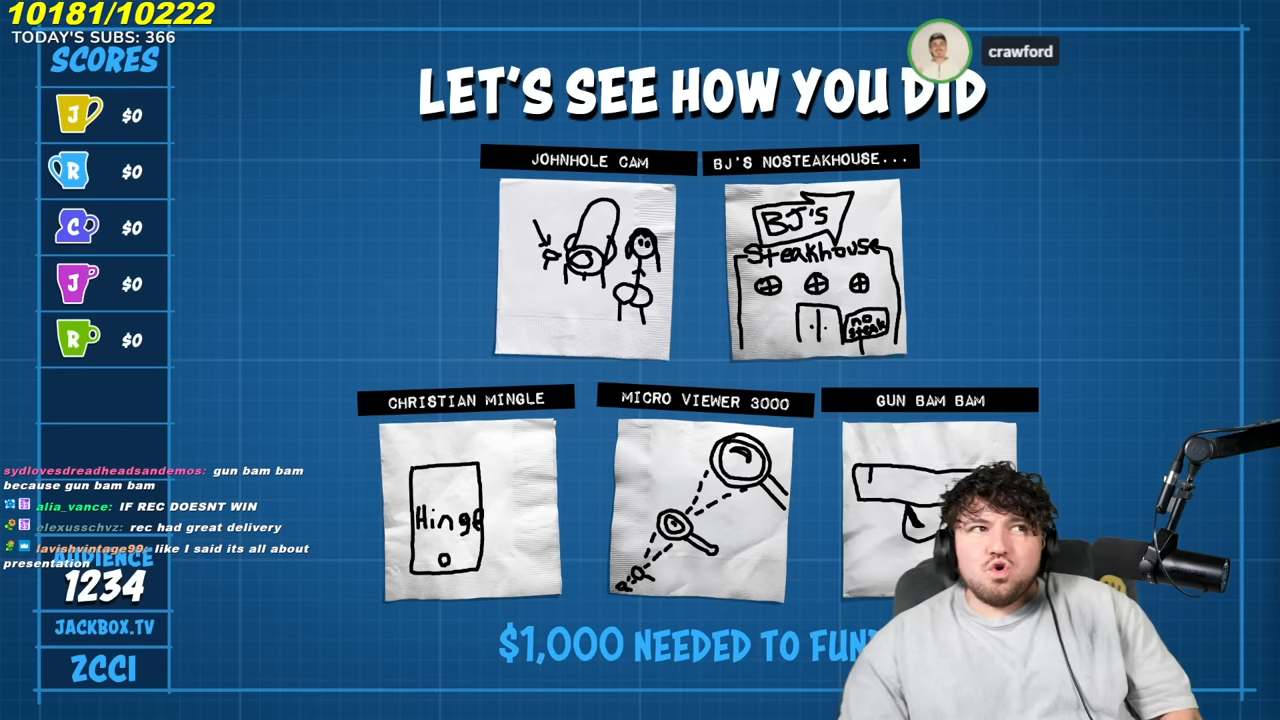 10181/10222
TODAY'S SUBS: 366
SCORES
J $0
R $0
C $0
J $0
R $0
crawford
LET'S SEE HOW YOU DID
JOHNHOLE CAM
BJ'S NOSTEAKHOUSE...
BJ'S
Steakhouse
no
steak
CHRISTIAN MINGLE
MICRO VIEWER 3000
GUN BAM BAM
Hinge
sydlovesdreadheadsandemos: gun bam bam
because gun bam bam
alia_vance: IF REC DOESNT WIN
elexusschvz: rec had great delivery
lavishvintage99: like I said its all about
presentation
AUDIENCE
1234
JACKBOX.TV
ZCCI
$1,000 NEEDED TO FUN